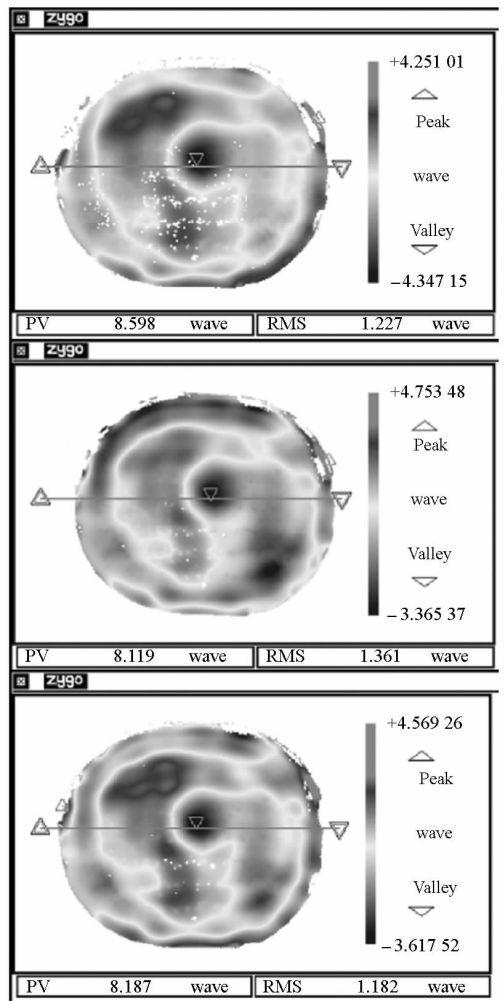 zygo
+4.251 01
Peak
wave
Valley
−4.347 15
PV 8.598 wave RMS 1.227 wave
zygo
+4.753 48
Peak
wave
Valley
−3.365 37
PV 8.119 wave RMS 1.361 wave
zygo
+4.569 26
Peak
wave
Valley
−3.617 52
PV 8.187 wave RMS 1.182 wave